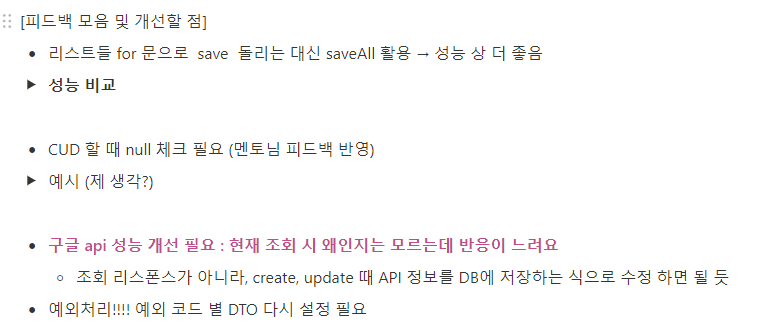 [피드백 모음 및 개선할 점]
리스트들 for 문으로 save 돌리는 대신 saveAll 활용 → 성능 상 더 좋음
성능 비교
CUD 할 때 null 체크 필요 (멘토님 피드백 반영)
예시 (제 생각?)
구글 api 성능 개선 필요 : 현재 조회 시 왜인지는 모르는데 반응이 느려요
조회 리스폰스가 아니라, create, update 때 API 정보를 DB에 저장하는 식으로 수정 하면 될 듯
예외처리!!!! 예외 코드 별 DTO 다시 설정 필요